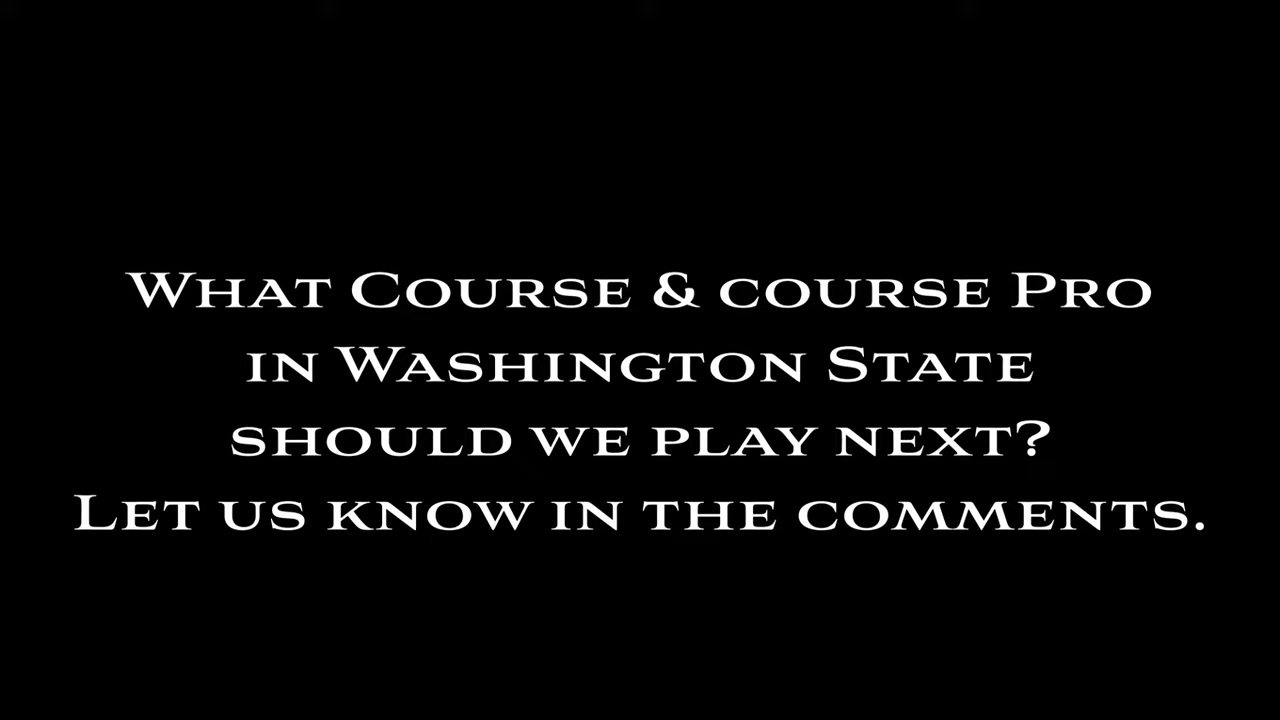 What Course & course Pro
in Washington State
should we play next?
Let us know in the comments.